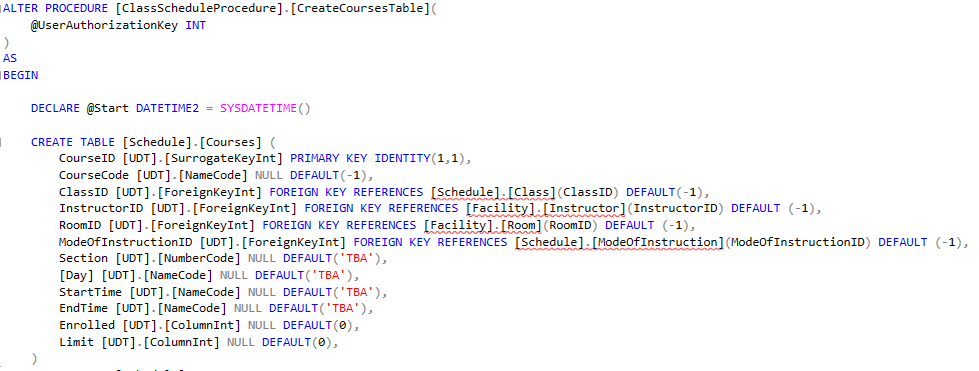 ALTER PROCEDURE [ClassScheduleProcedure].[CreateCoursesTable](
@UserAuthorizationKey INT
)
AS
BEGIN
DECLARE @Start DATETIME2 = SYSDATETIME()
CREATE TABLE [Schedule].[Courses] (
CourseID [UDT].[SurrogateKeyInt] PRIMARY KEY IDENTITY(1,1),
CourseCode [UDT].[NameCode] NULL DEFAULT(-1),
ClassID [UDT].[ForeignKeyInt] FOREIGN KEY REFERENCES [Schedule].[Class](ClassID) DEFAULT(-1),
InstructorID [UDT].[ForeignKeyInt] FOREIGN KEY REFERENCES [Facility].[Instructor](InstructorID) DEFAULT (-1),
RoomID [UDT].[ForeignKeyInt] FOREIGN KEY REFERENCES [Facility].[Room](RoomID) DEFAULT (-1),
ModeOfInstructionID [UDT].[ForeignKeyInt] FOREIGN KEY REFERENCES [Schedule].[ModeOfInstruction](ModeOfInstructionID) DEFAULT (-1),
Section [UDT].[NumberCode] NULL DEFAULT('TBA'),
[Day] [UDT].[NameCode] NULL DEFAULT('TBA'),
StartTime [UDT].[NameCode] NULL DEFAULT('TBA'),
EndTime [UDT].[NameCode] NULL DEFAULT('TBA'),
Enrolled [UDT].[ColumnInt] NULL DEFAULT(0),
Limit [UDT].[ColumnInt] NULL DEFAULT(0),
)